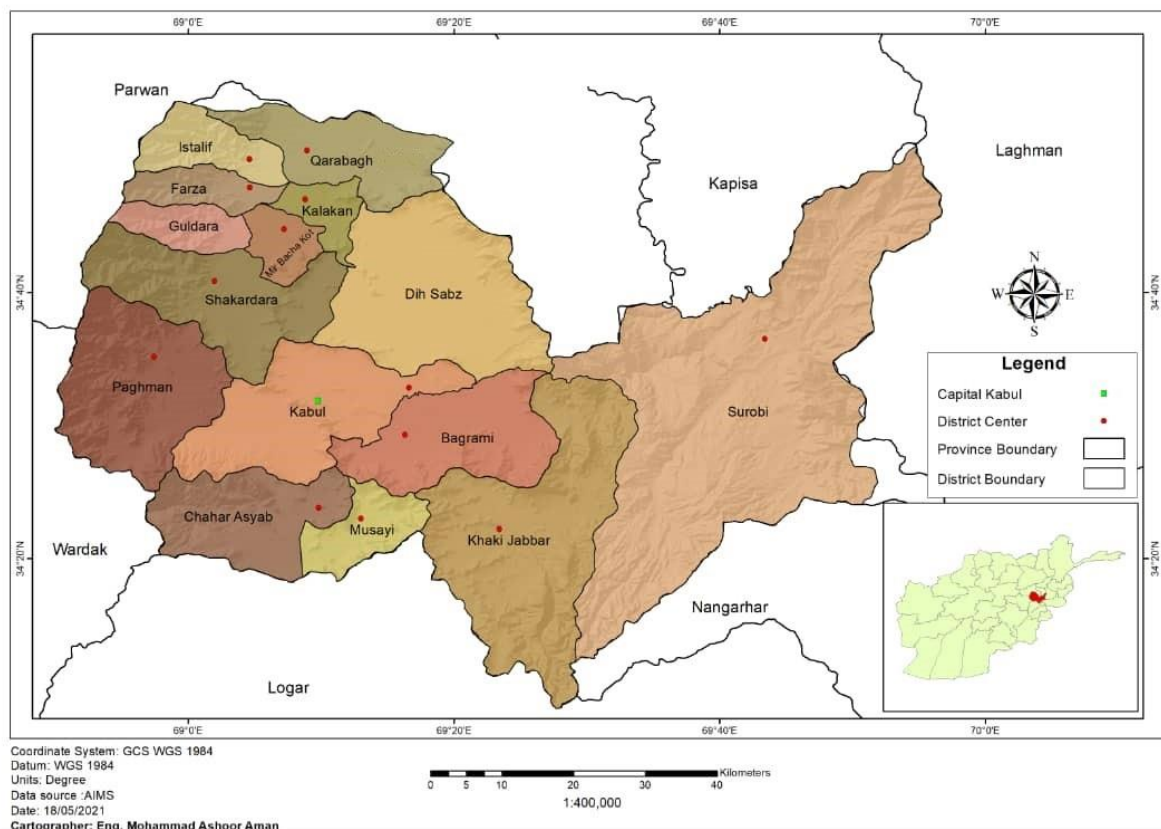 69°0'E
69°20'E
69°40'E
70°0'E
Parwan
Laghman
Istalif
Qarabagh
Kapisa
Farza
Kalakan
Guldara
Mir Bacha Kot
34°40'N
34°40'N
Shakardara
Dih Sabz
N
W
E
S
Legend
Capital Kabul
District Center
Province Boundary
District Boundary
Paghman
Kabul
Surobi
Bagrami
Chahar Asyab
Musayi
Khaki Jabbar
Wardak
34°20'N
34°20'N
Nangarhar
Logar
69°0'E
69°20'E
69°40'E
70°0'E
Coordinate System: GCS WGS 1984
Datum: WGS 1984
Units: Degree
Data source :AIMS
Date: 18/05/2021
Cartographer: Eng. Mohammad Ashoor Aman
Kilometers
0 5 10 20 30 40
1:400,000